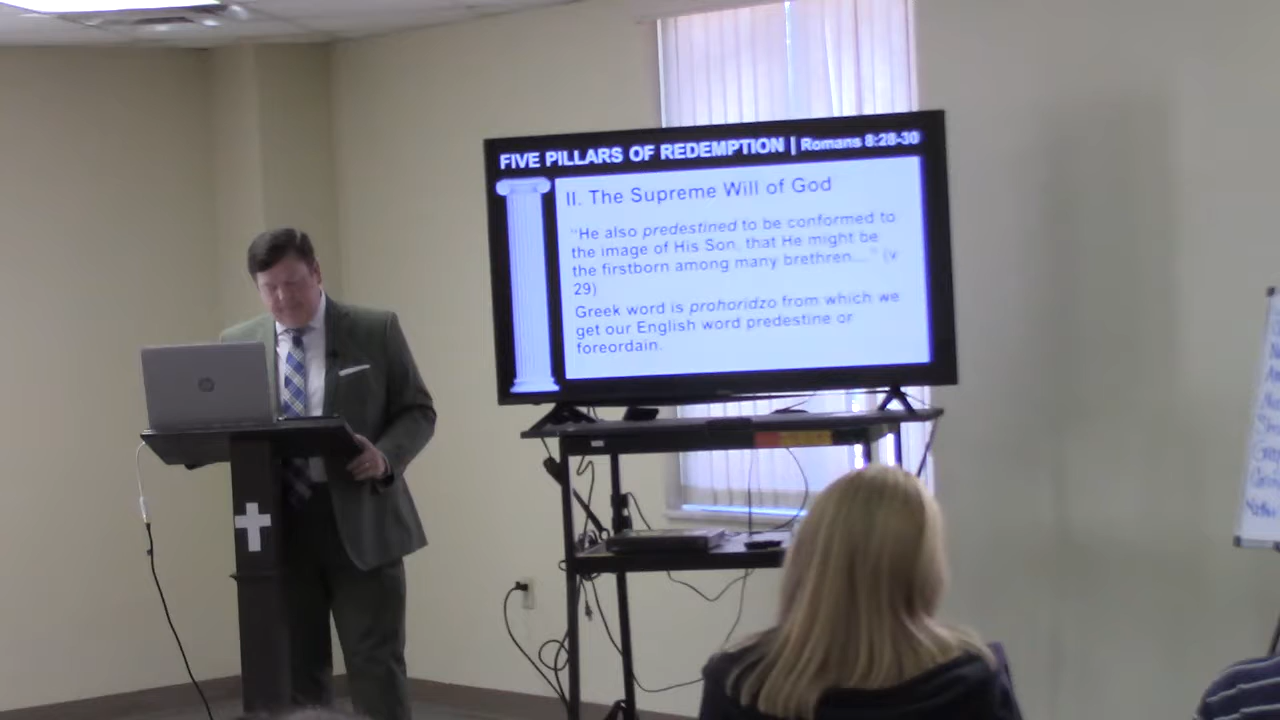 FIVE PILLARS OF REDEMPTION | Romans 8:28-30
II. The Supreme Will of God
"He also predestined to be conformed to
the image of His Son, that He might be
the firstborn among many brethren...." (v
29)
Greek word is prohoridzo from which we
get our English word predestine or
foreordain.
hp